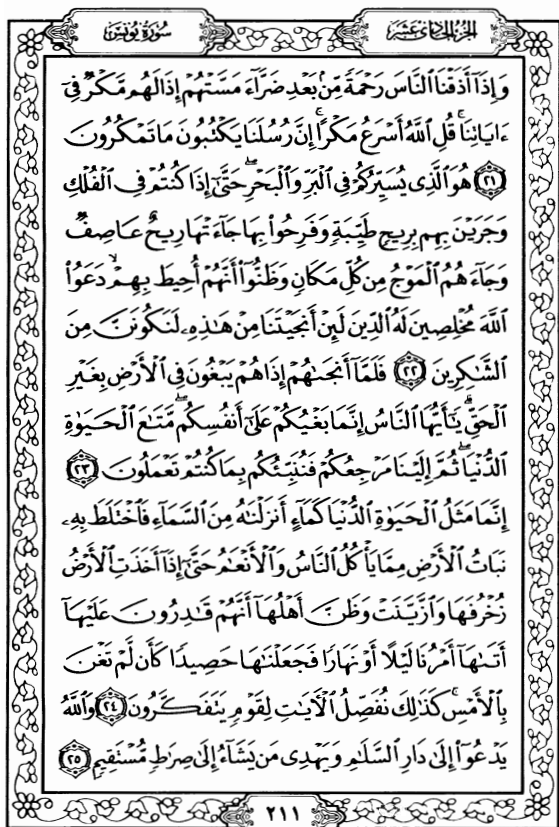 الجزء الحادى عشر
سورة يونس
وَإِذَآ أَذَقْنَا ٱلنَّاسَ رَحْمَةً مِّنۢ بَعْدِ ضَرَّآءَ مَسَّتْهُمْ إِذَا لَهُم مَّكْرٌ فِىٓ
ءَايَاتِنَا ۚ قُلِ ٱللَّهُ أَسْرَعُ مَكْرًا ۚ إِنَّ رُسُلَنَا يَكْتُبُونَ مَا تَمْكُرُونَ
٢١ هُوَ ٱلَّذِى يُسَيِّرُكُمْ فِى ٱلْبَرِّ وَٱلْبَحْرِ ۖ حَتَّىٰٓ إِذَا كُنتُمْ فِى ٱلْفُلْكِ
وَجَرَيْنَ بِهِم بِرِيحٍ طَيِّبَةٍ وَفَرِحُوا۟ بِهَا جَآءَتْهَا رِيحٌ عَاصِفٌ
وَجَآءَهُمُ ٱلْمَوْجُ مِن كُلِّ مَكَانٍ وَظَنُّوٓا۟ أَنَّهُمْ أُحِيطَ بِهِمْ ۙ دَعَوُا۟
ٱللَّهَ مُخْلِصِينَ لَهُ ٱلدِّينَ لَئِنْ أَنجَيْتَنَا مِنْ هَٰذِهِۦ لَنَكُونَنَّ مِنَ
ٱلشَّٰكِرِينَ ٢٢ فَلَمَّآ أَنجَىٰهُمْ إِذَا هُمْ يَبْغُونَ فِى ٱلْأَرْضِ بِغَيْرِ
ٱلْحَقِّ ۗ يَٰٓأَيُّهَا ٱلنَّاسُ إِنَّمَا بَغْيُكُمْ عَلَىٰٓ أَنفُسِكُم ۖ مَّتَٰعَ ٱلْحَيَوٰةِ
ٱلدُّنْيَا ۖ ثُمَّ إِلَيْنَا مَرْجِعُكُمْ فَنُنَبِّئُكُم بِمَا كُنتُمْ تَعْمَلُونَ ٢٣
إِنَّمَا مَثَلُ ٱلْحَيَوٰةِ ٱلدُّنْيَا كَمَآءٍ أَنزَلْنَٰهُ مِنَ ٱلسَّمَآءِ فَٱخْتَلَطَ بِهِۦ
نَبَاتُ ٱلْأَرْضِ مِمَّا يَأْكُلُ ٱلنَّاسُ وَٱلْأَنْعَٰمُ حَتَّىٰٓ إِذَآ أَخَذَتِ ٱلْأَرْضُ
زُخْرُفَهَا وَٱزَّيَّنَتْ وَظَنَّ أَهْلُهَآ أَنَّهُمْ قَٰدِرُونَ عَلَيْهَآ
أَتَىٰهَآ أَمْرُنَا لَيْلًا أَوْ نَهَارًا فَجَعَلْنَٰهَا حَصِيدًا كَأَن لَّمْ تَغْنَ
بِٱلْأَمْسِ ۚ كَذَٰلِكَ نُفَصِّلُ ٱلْءَايَٰتِ لِقَوْمٍ يَتَفَكَّرُونَ ٢٤ وَٱللَّهُ
يَدْعُوٓا۟ إِلَىٰ دَارِ ٱلسَّلَٰمِ وَيَهْدِى مَن يَشَآءُ إِلَىٰ صِرَٰطٍ مُّسْتَقِيمٍ ٢٥
٢١١